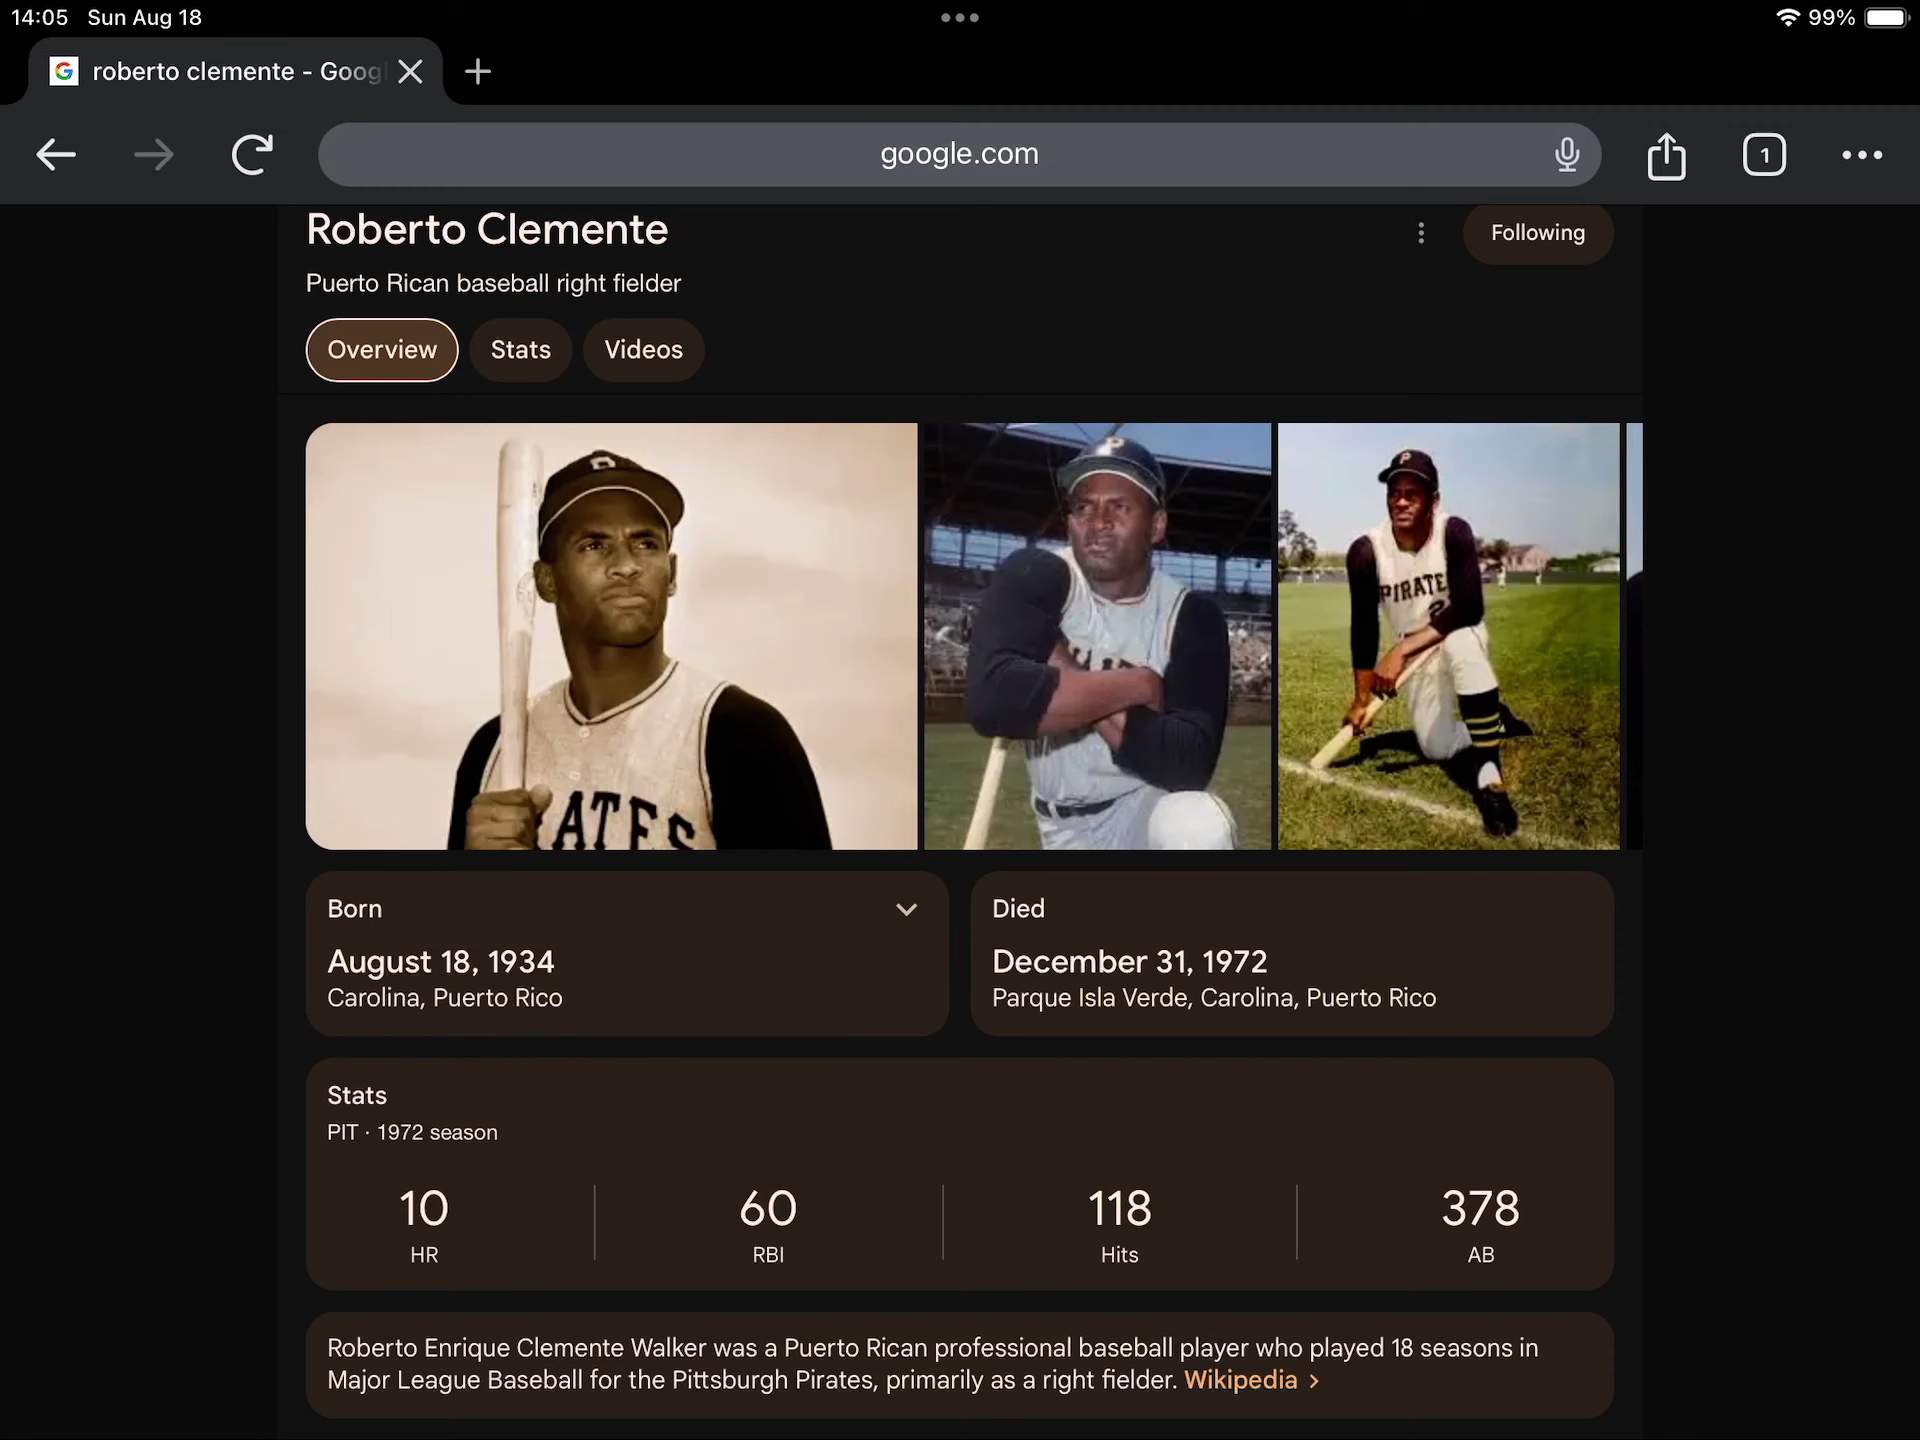 14:05 Sun Aug 18
99%
roberto clemente - Goog
google.com
1
Roberto Clemente
Following
Puerto Rican baseball right fielder
Overview Stats Videos
P
ATES
P
PIRATE
2
Born
August 18, 1934
Carolina, Puerto Rico
Died
December 31, 1972
Parque Isla Verde, Carolina, Puerto Rico
Stats
PIT · 1972 season
10 60 118 378
HR RBI Hits AB
Roberto Enrique Clemente Walker was a Puerto Rican professional baseball player who played 18 seasons in
Major League Baseball for the Pittsburgh Pirates, primarily as a right fielder. Wikipedia >